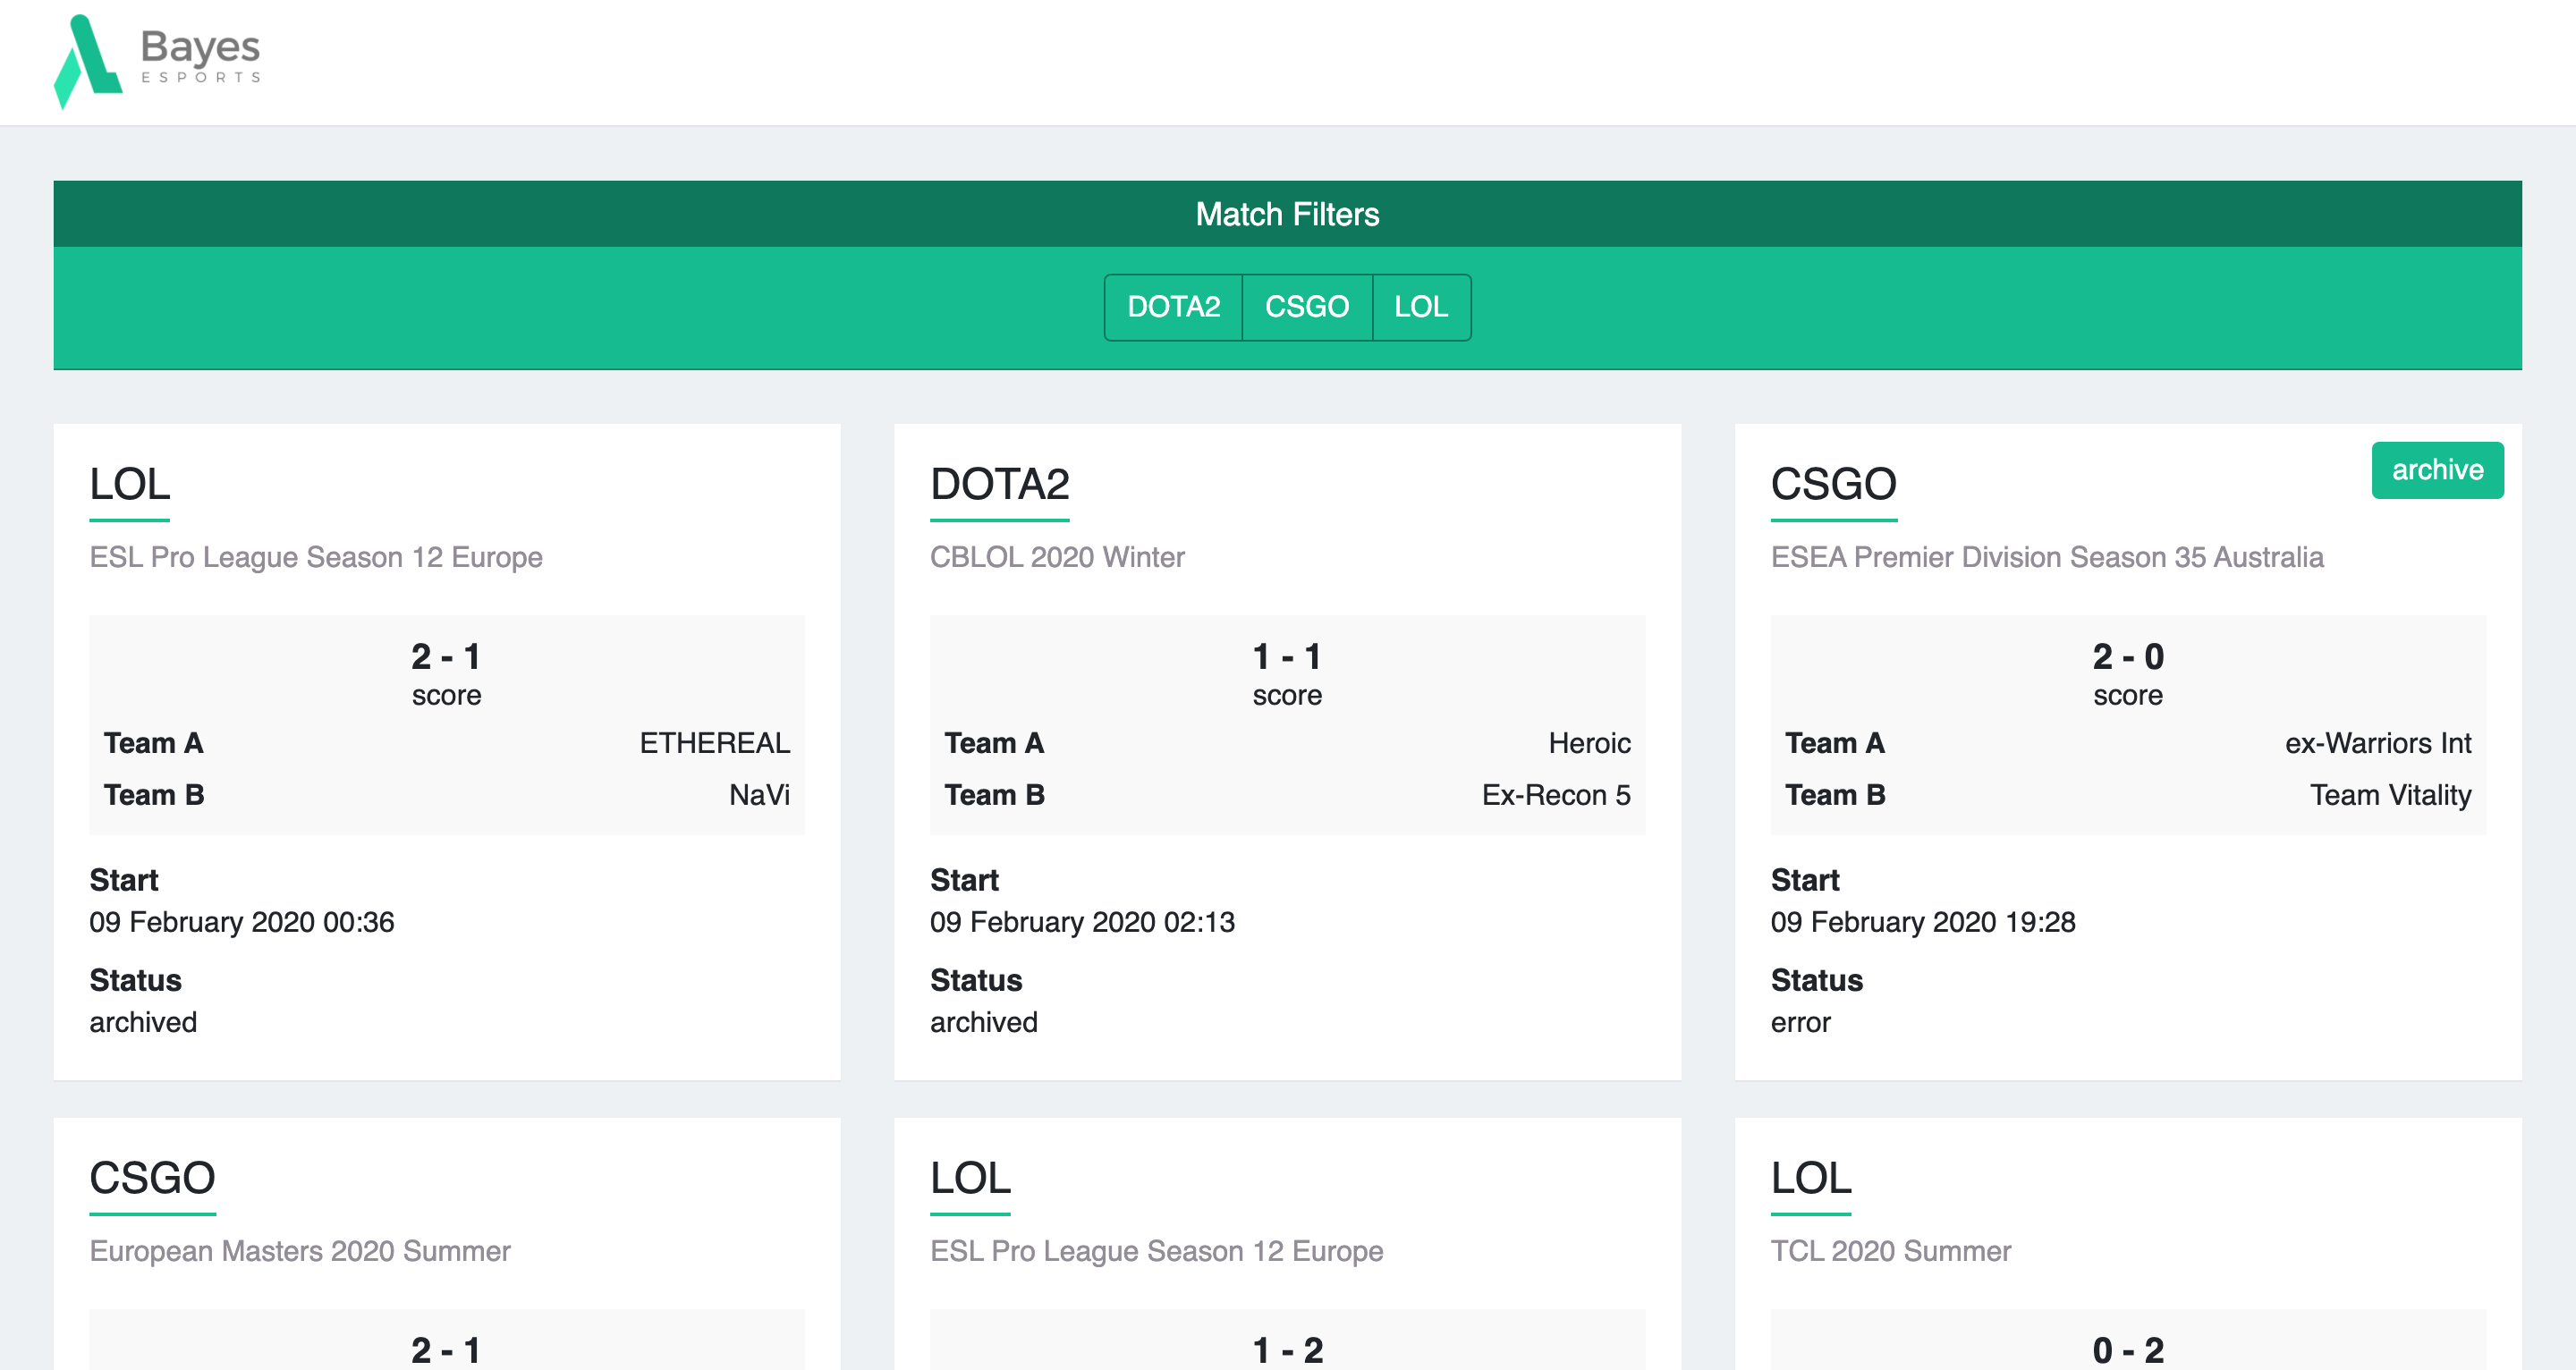 Bayes
ESPORTS
Match Filters
DOTA2 CSGO LOL
LOL
ESL Pro League Season 12 Europe
2 - 1
score
Team A ETHEREAL
Team B NaVi
Start
09 February 2020 00:36
Status
archived
DOTA2
CBLOL 2020 Winter
1 - 1
score
Team A Heroic
Team B Ex-Recon 5
Start
09 February 2020 02:13
Status
archived
CSGO
archive
ESEA Premier Division Season 35 Australia
2 - 0
score
Team A ex-Warriors Int
Team B Team Vitality
Start
09 February 2020 19:28
Status
error
CSGO
European Masters 2020 Summer
2 - 1
LOL
ESL Pro League Season 12 Europe
1 - 2
LOL
TCL 2020 Summer
0 - 2